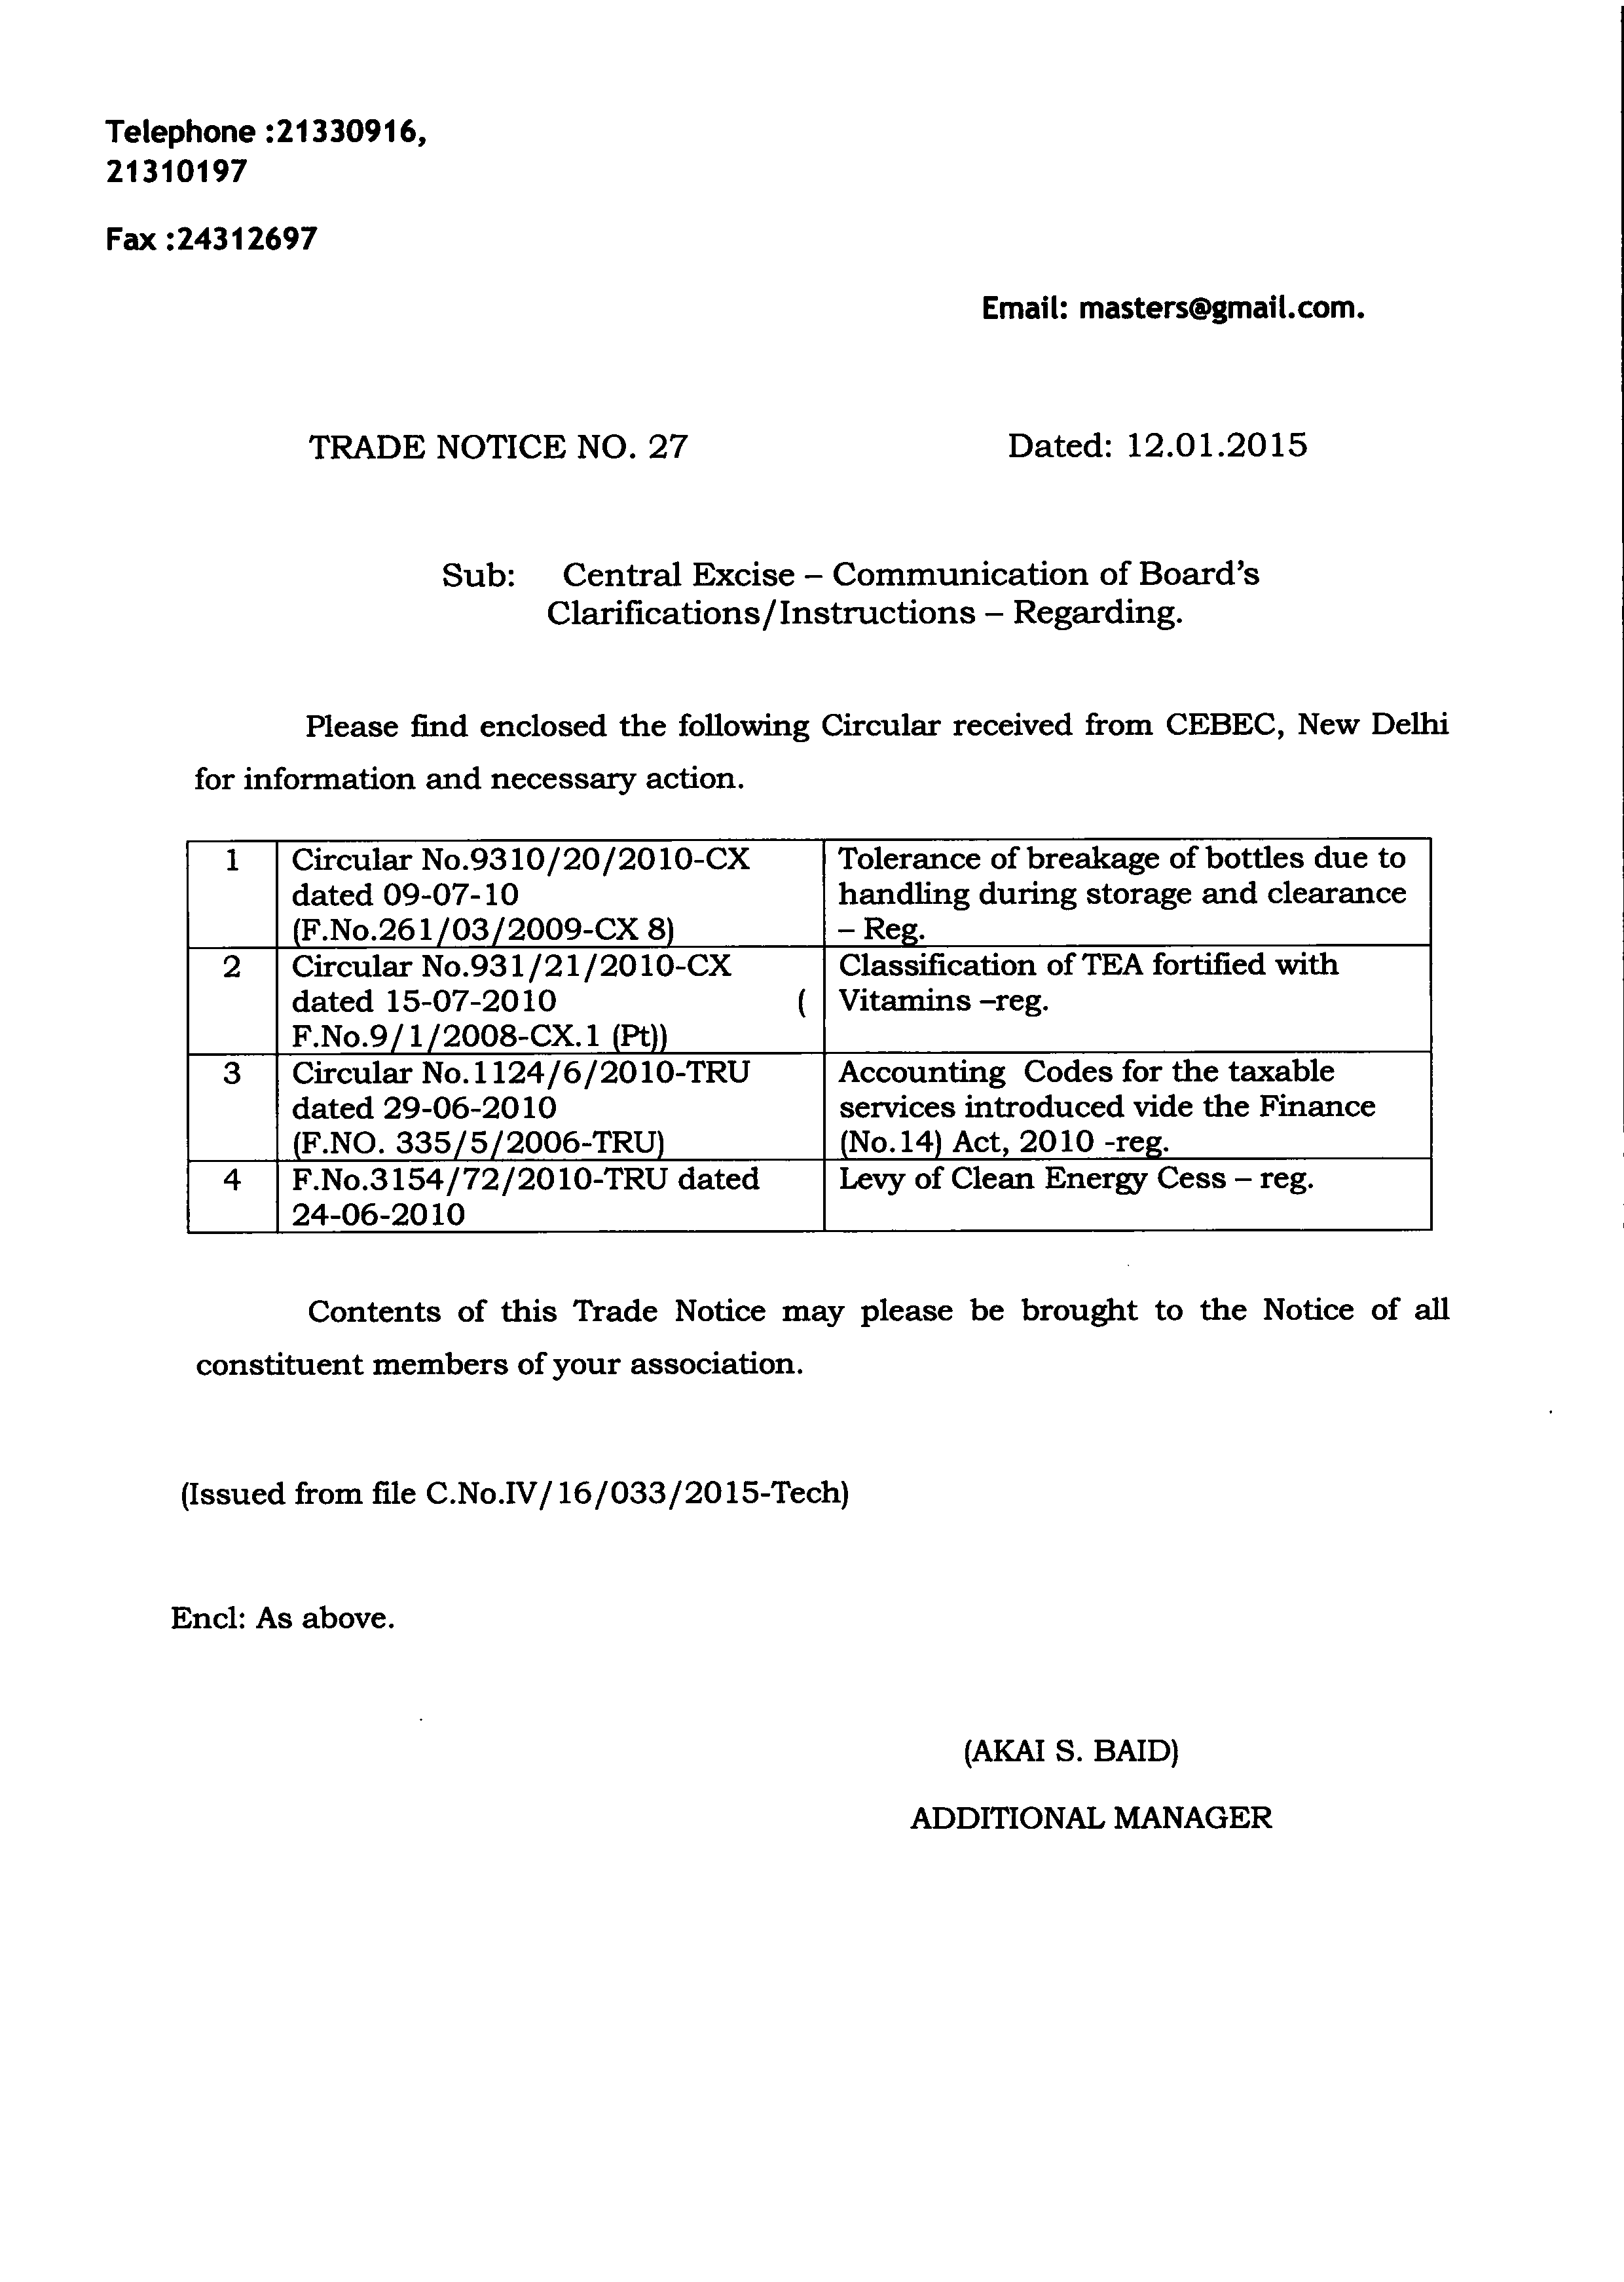 Telephone :21330916,
21310197
Fax :24312697
Email: masters@gmail.com.
TRADE NOTICE NO. 27 Dated: 12.01.2015
Sub: Central Excise – Communication of Board's
Clarifications/Instructions – Regarding.
Please find enclosed the following Circular received from CEBEC, New Delhi
for information and necessary action.
1 Circular No.9310/20/2010-CX Tolerance of breakage of bottles due to
dated 09-07-10 handling during storage and clearance
(F.No.261/03/2009-CX 8) – Reg.
2 Circular No.931/21/2010-CX Classification of TEA fortified with
dated 15-07-2010 ( Vitamins –reg.
F.No.9/1/2008-CX.1 (Pt))
3 Circular No.1124/6/2010-TRU Accounting Codes for the taxable
dated 29-06-2010 services introduced vide the Finance
(F.NO. 335/5/2006-TRU) (No.14) Act, 2010 -reg.
4 F.No.3154/72/2010-TRU dated Levy of Clean Energy Cess – reg.
24-06-2010
Contents of this Trade Notice may please be brought to the Notice of all
constituent members of your association.
(Issued from file C.No.IV/16/033/2015-Tech)
Encl: As above.
(AKAI S. BAID)
ADDITIONAL MANAGER